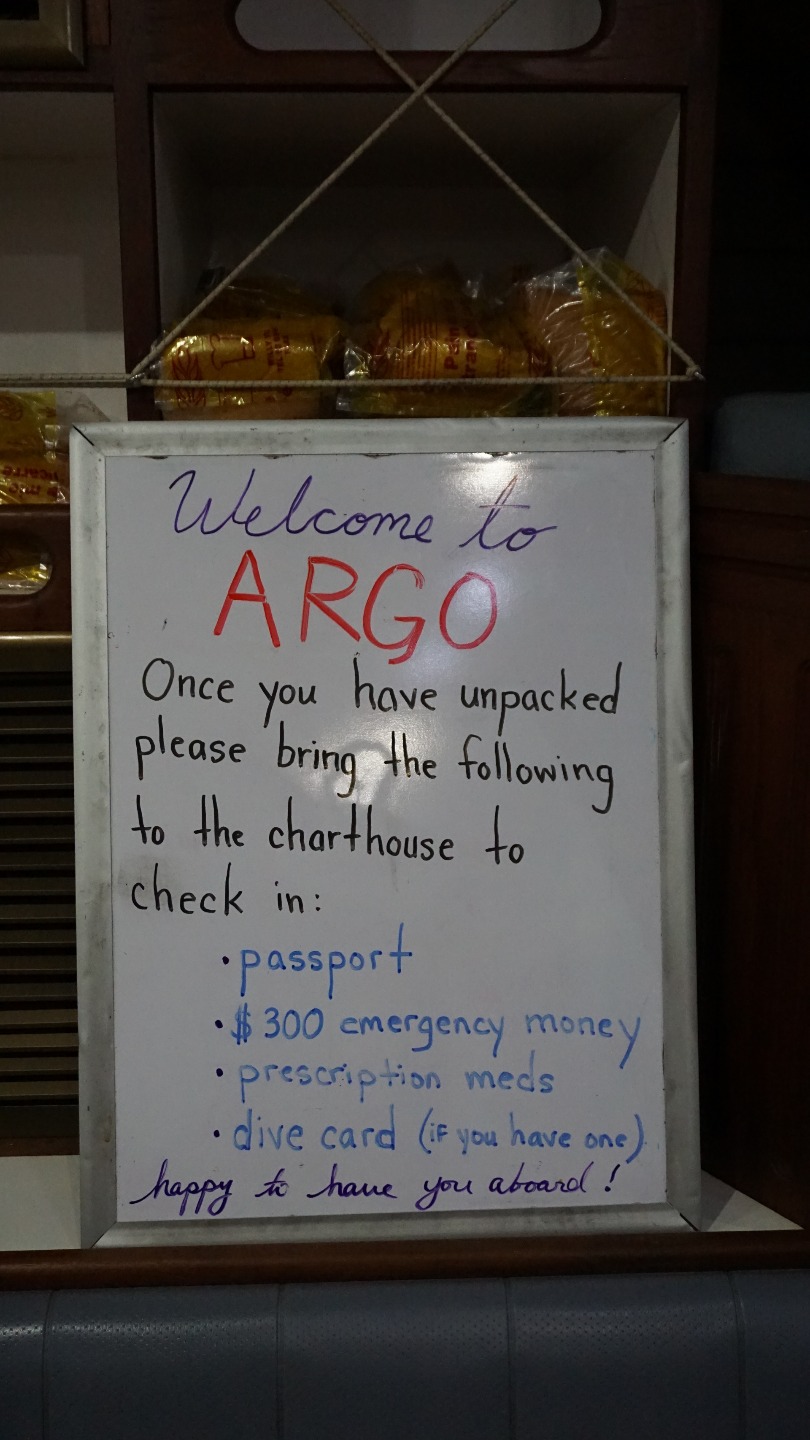 Welcome to
ARGO
Once you have unpacked
please bring the following
to the charthouse to
check in:
• passport
• $300 emergency money
• prescription meds
• dive card (if you have one)
happy to have you aboard!